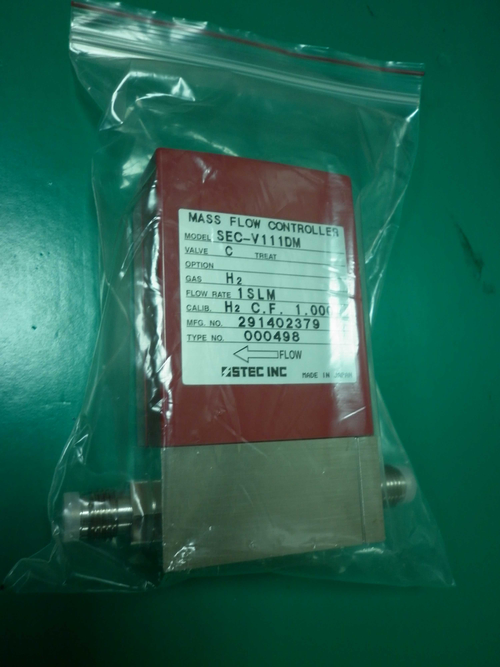 MASS FLOW CONTROLLER
MODEL SEC-V111DM
VALVE C TREAT
OPTION
GAS H2
FLOW RATE 1SLM
CALIB. H2 C.F. 1.00
MFG. NO. 291402379
TYPE NO. 000498
FLOW
STEC INC MADE IN JAPAN